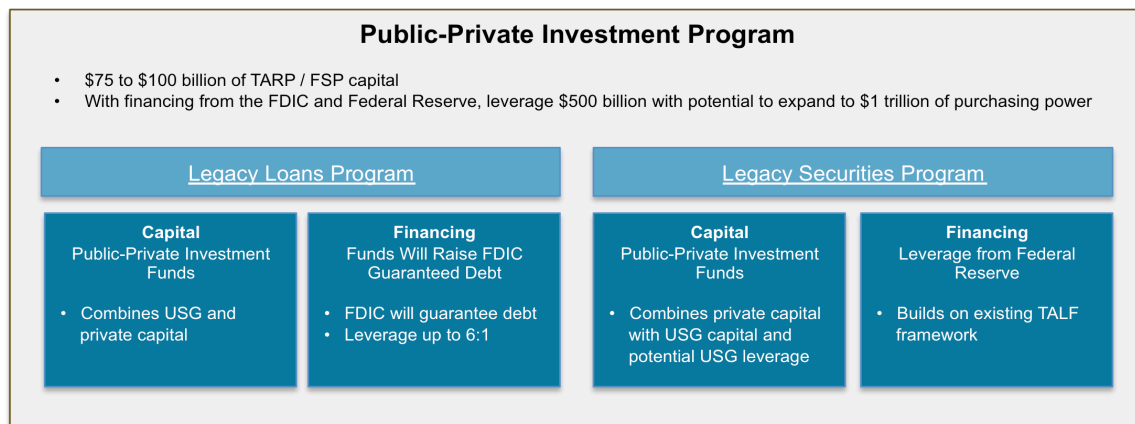 Public-Private Investment Program
• $75 to $100 billion of TARP / FSP capital
• With financing from the FDIC and Federal Reserve, leverage $500 billion with potential to expand to $1 trillion of purchasing power
Legacy Loans Program
Capital
Public-Private Investment
Funds
• Combines USG and
private capital
Financing
Funds Will Raise FDIC
Guaranteed Debt
• FDIC will guarantee debt
• Leverage up to 6:1
Legacy Securities Program
Capital
Public-Private Investment
Funds
• Combines private capital
with USG capital and
potential USG leverage
Financing
Leverage from Federal
Reserve
• Builds on existing TALF
framework